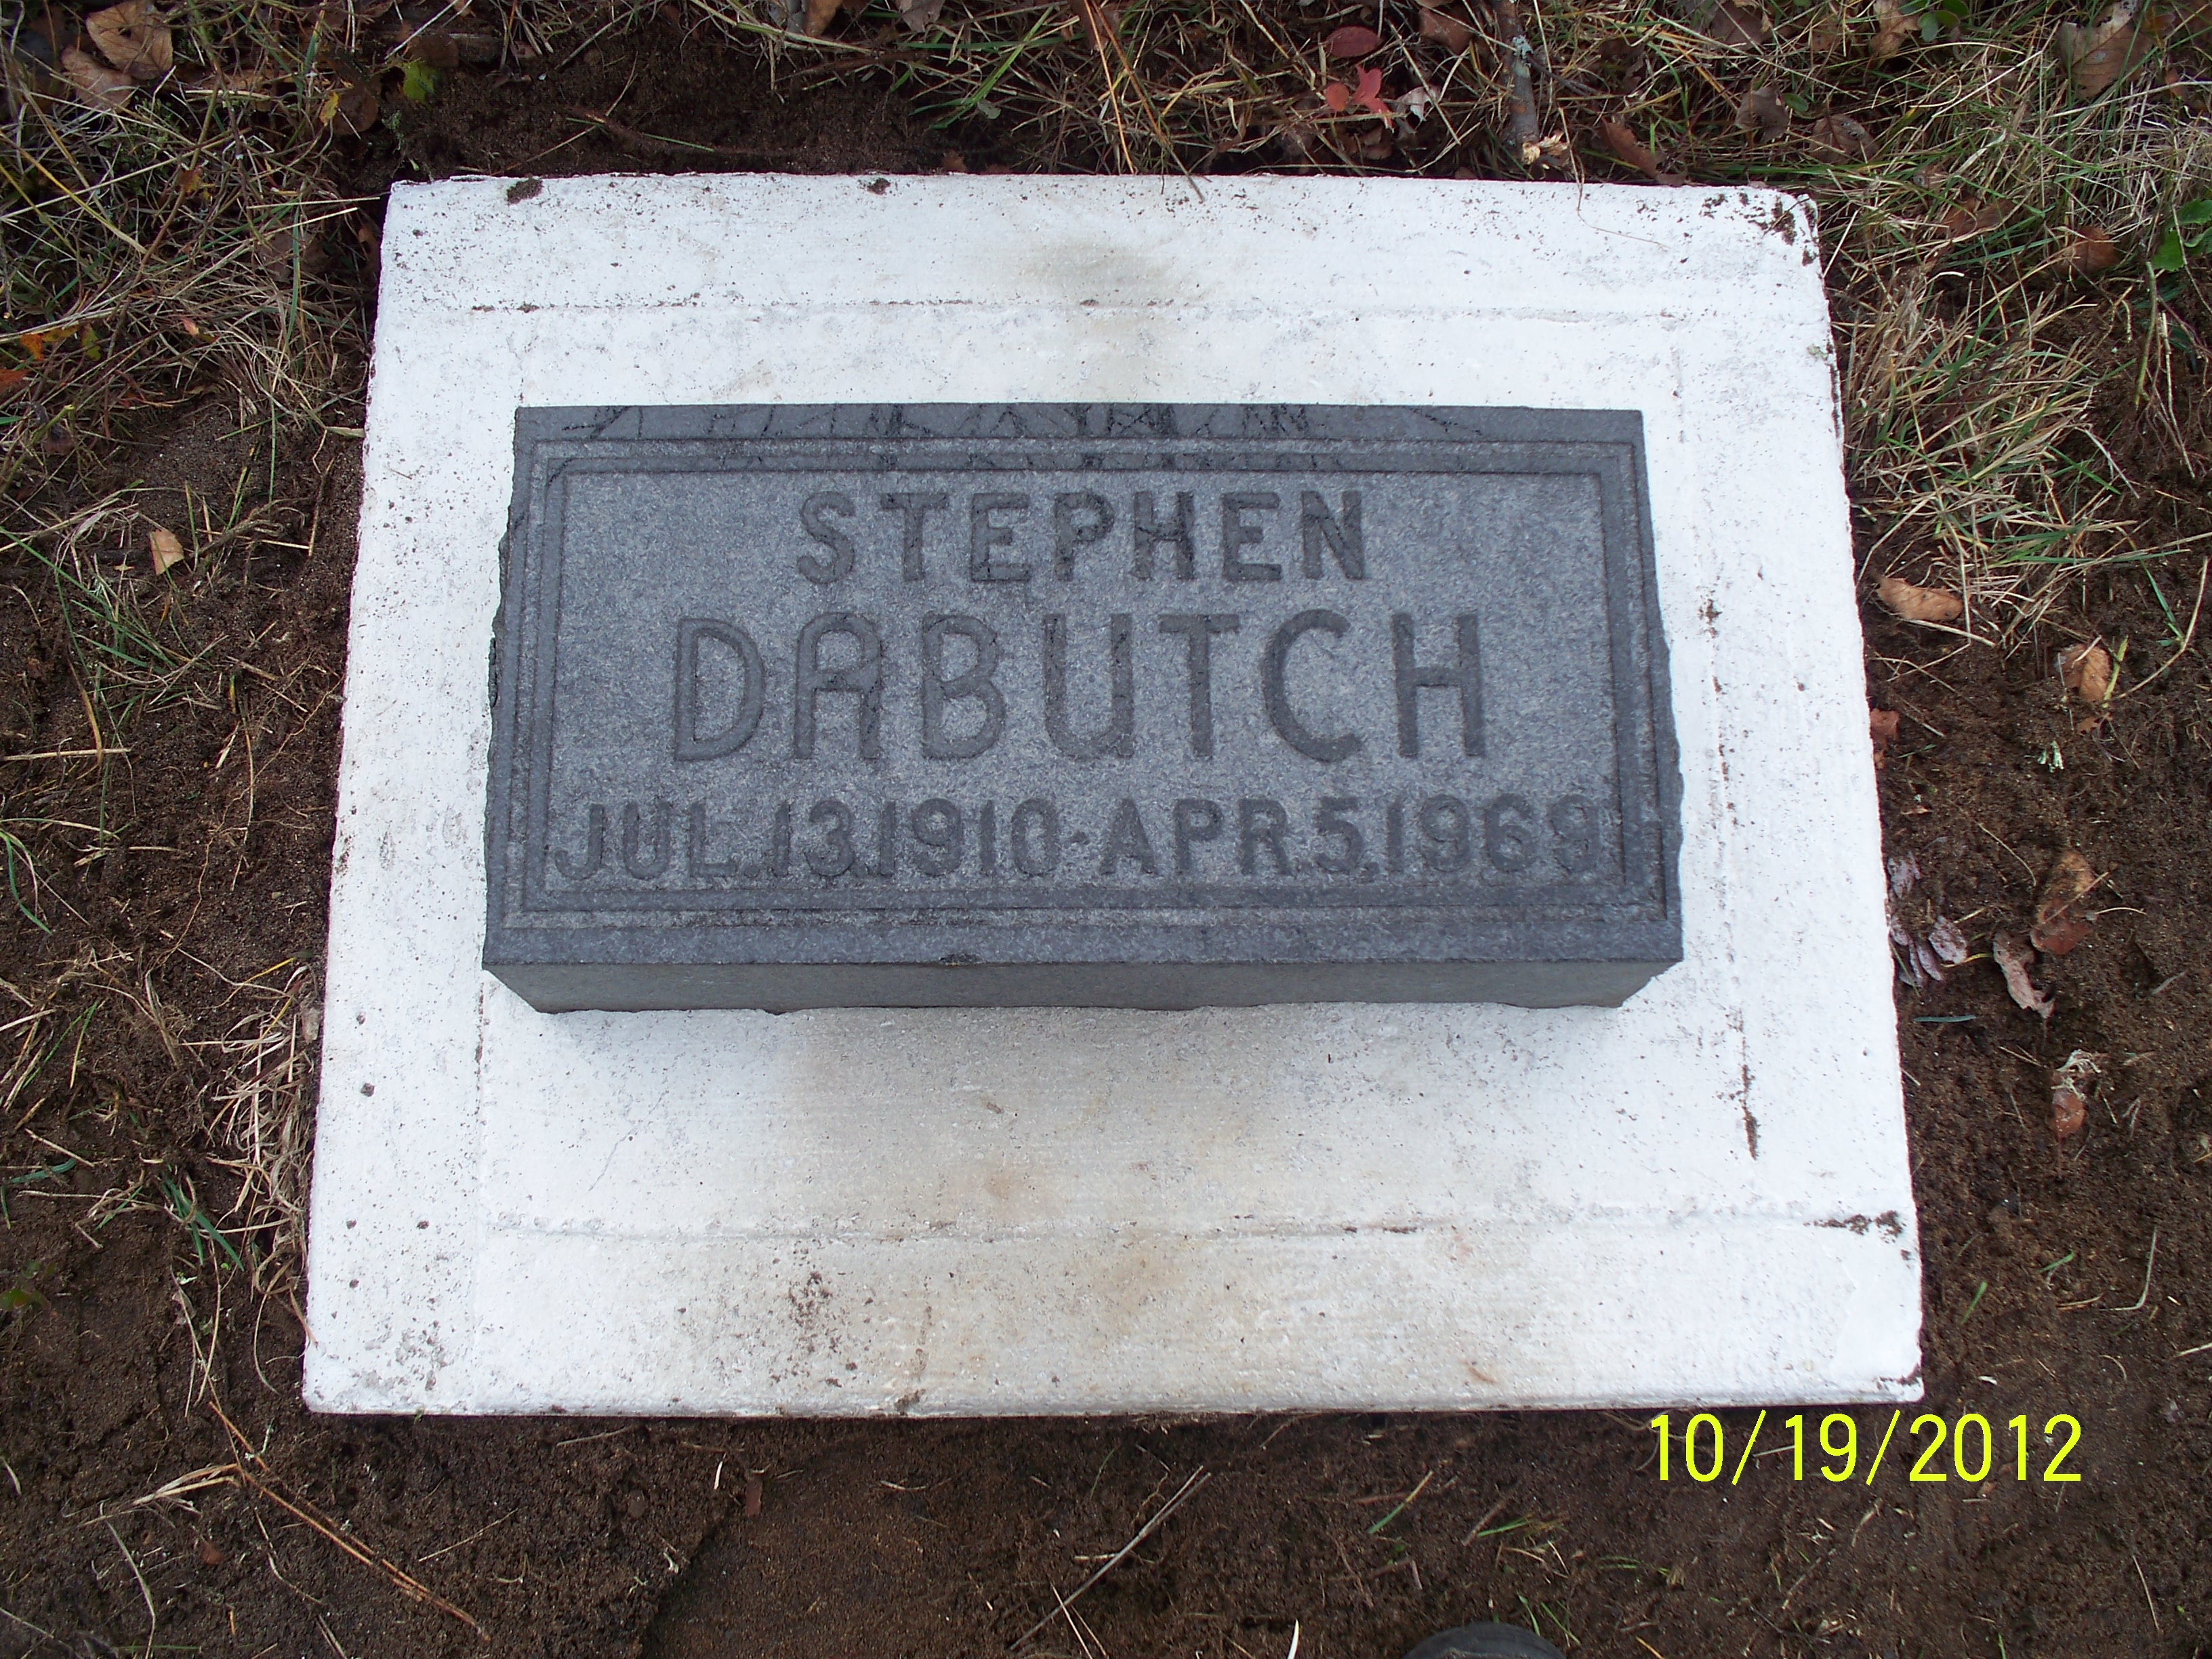 STEPHEN
DABUTCH
JUL.13.1910-APR.5.1969
10/19/2012